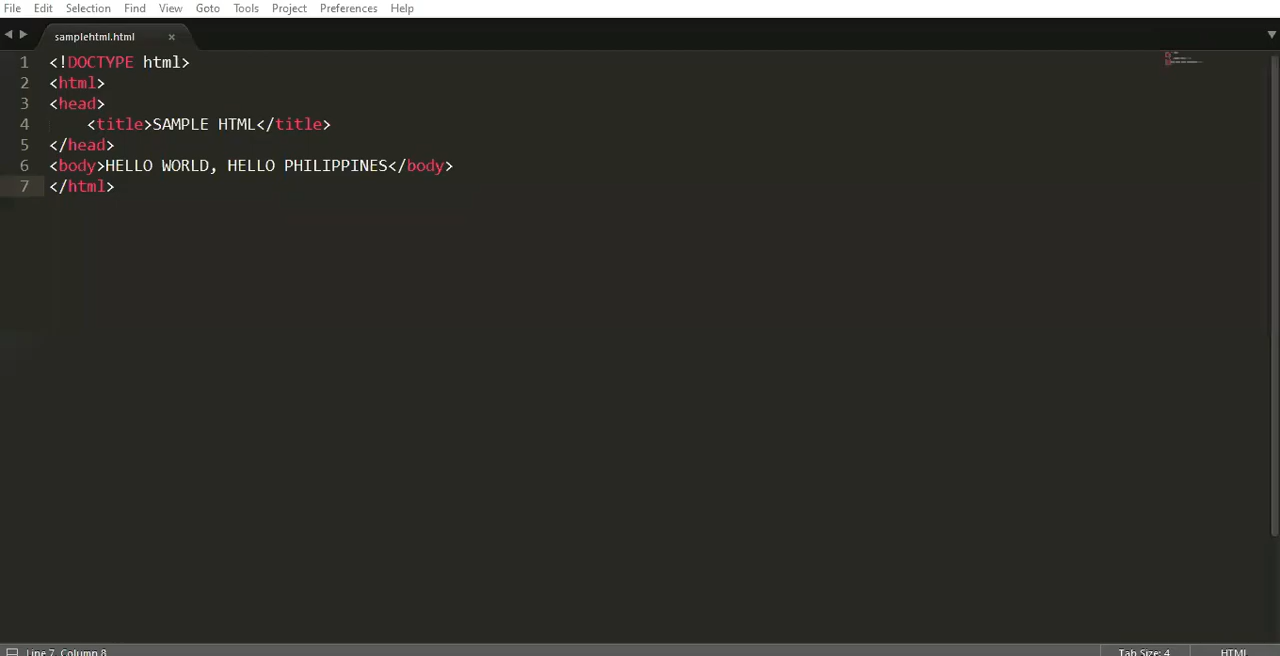 File Edit Selection Find View Goto Tools Project Preferences Help
samplehtml.html ×
1 <!DOCTYPE html>
2 <html>
3 <head>
4     <title>SAMPLE HTML</title>
5 </head>
6 <body>HELLO WORLD, HELLO PHILIPPINES</body>
7 </html>
Line 7, Column 8 Tab Size: 4 HTML